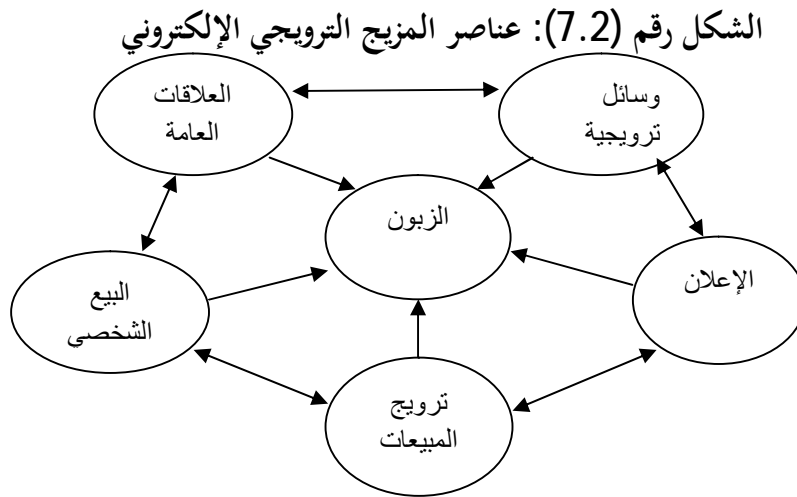 الشكل رقم (7.2): عناصر المزيج الترويجي الإلكتروني
وسائل
ترويجية
العلاقات
العامة
الزبون
الإعلان
البيع
الشخصي
ترويج
المبيعات